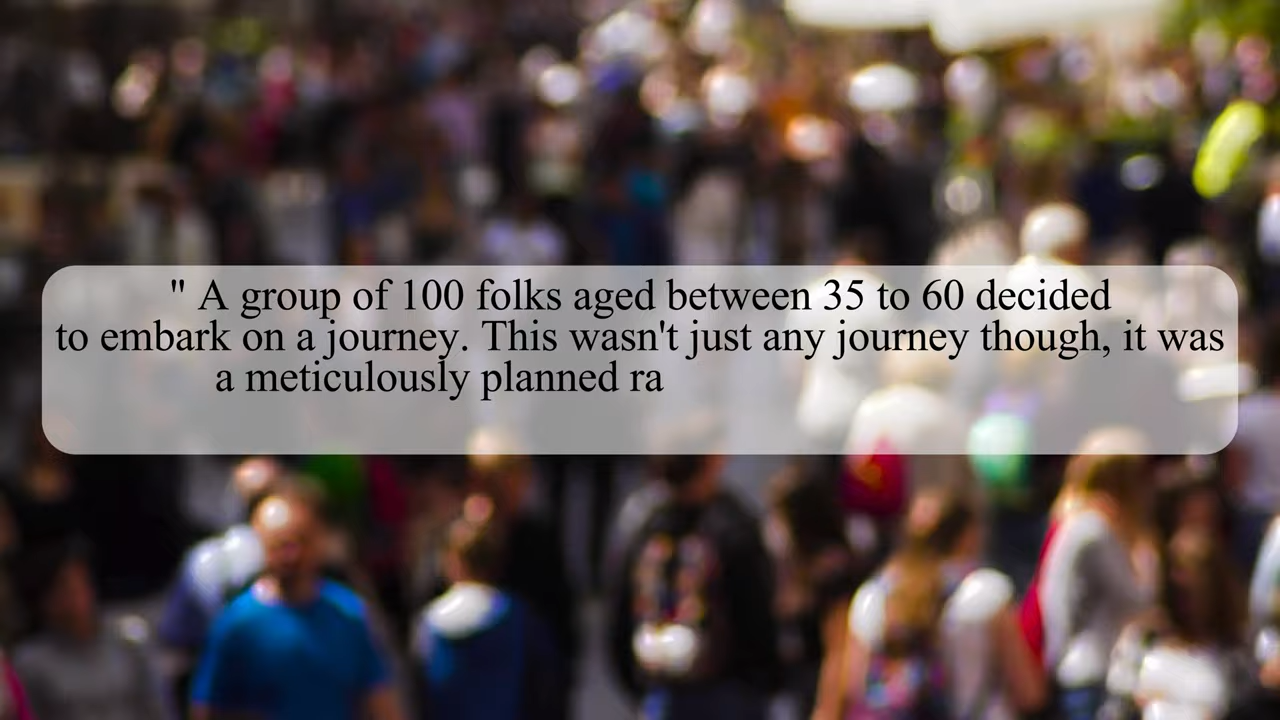 " A group of 100 folks aged between 35 to 60 decided
to embark on a journey. This wasn't just any journey though, it was
a meticulously planned ra